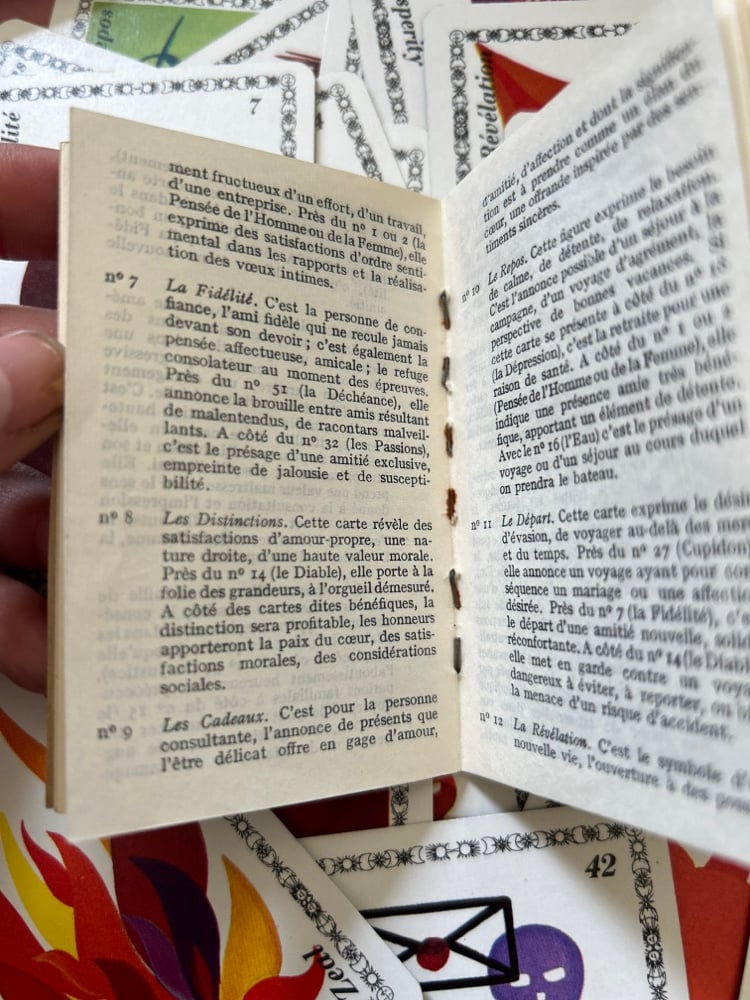 epos
sperity
7
lité
Révélation
ment fructueux d'un effort, d'un travail,
d'une entreprise. Près du nº 1 ou 2 (la
Pensée de l'Homme ou de la Femme), elle
exprime des satisfactions d'ordre senti-
mental dans les rapports et la réalisa-
tion des vœux intimes.
nº 7 La Fidélité. C'est la personne de con-
fiance, l'ami fidèle qui ne recule jamais
devant son devoir ; c'est également la
pensée affectueuse, amicale ; le refuge
consolateur au moment des épreuves.
Près du nº 51 (la Déchéance), elle
annonce la brouille entre amis résultant
de malentendus, de racontars malveil-
lants. A côté du nº 32 (les Passions),
c'est le présage d'une amitié exclusive,
empreinte de jalousie et de suscepti-
bilité.
nº 8 Les Distinctions. Cette carte révèle des
satisfactions d'amour-propre, une na-
ture droite, d'une haute valeur morale.
Près du nº 14 (le Diable), elle porte à la
folie des grandeurs, à l'orgueil démesuré.
A côté des cartes dites bénéfiques, la
distinction sera profitable, les honneurs
apporteront la paix du cœur, des satis-
factions morales, des considérations
sociales.
nº 9 Les Cadeaux. C'est pour la personne
consultante, l'annonce de présents que
l'être délicat offre en gage d'amour,
d'amitié, d'affection et dont la significa-
tion est à prendre comme un élan du
cœur, une offrande inspirée par des sen-
timents sincères.
nº 10 Le Repos. Cette figure exprime le besoin
de calme, de détente, de relaxation.
C'est l'annonce possible d'un séjour à la
campagne, d'un voyage d'agrément, la
perspective de bonnes vacances. Si
cette carte se présente à côté du nº 18
(la Dépression), c'est la retraite pour une
raison de santé. A côté du nº 1 ou 2
(Pensée de l'Homme ou de la Femme), elle
indique une présence amie très béné
fique, apportant un élément de détente.
Avec le nº 16 (l'Eau) c'est le présage d'un
voyage ou d'un séjour au cours duquel
on prendra le bateau.
nº 11 Le Départ. Cette carte exprime le désir
d'évasion, de voyager au-delà des mers
et du temps. Près du nº 27 (Cupidon)
elle annonce un voyage ayant pour con
séquence un mariage ou une affection
désirée. Près du nº 7 (la Fidélité), c'e
le départ d'une amitié nouvelle, solid
réconfortante. A côté du nº 14 (le Diable
elle met en garde contre un voya
dangereux à éviter, à reporter, ou
la menace d'un risque d'accident.
nº 12 La Révélation. C'est le symbole d'
nouvelle vie, l'ouverture à des pos
42
Zeal